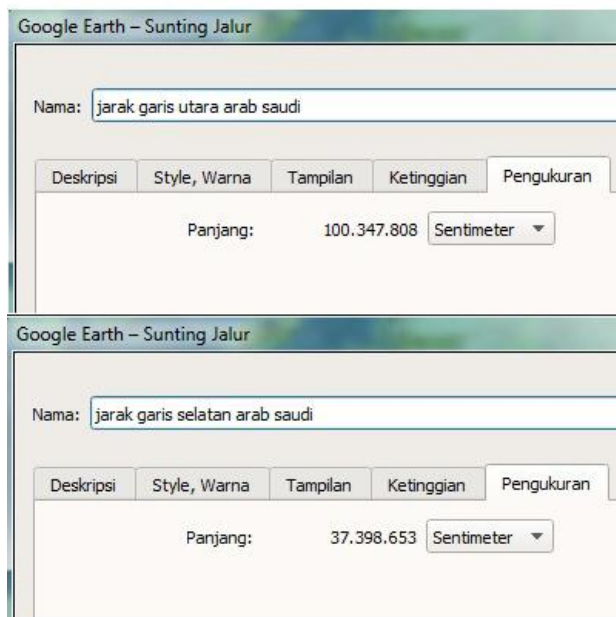 Google Earth – Sunting Jalur
Nama: jarak garis utara arab saudi
Deskripsi Style, Warna Tampilan Ketinggian Pengukuran
Panjang: 100.347.808 Sentimeter
Google Earth – Sunting Jalur
Nama: jarak garis selatan arab saudi
Deskripsi Style, Warna Tampilan Ketinggian Pengukuran
Panjang: 37.398.653 Sentimeter